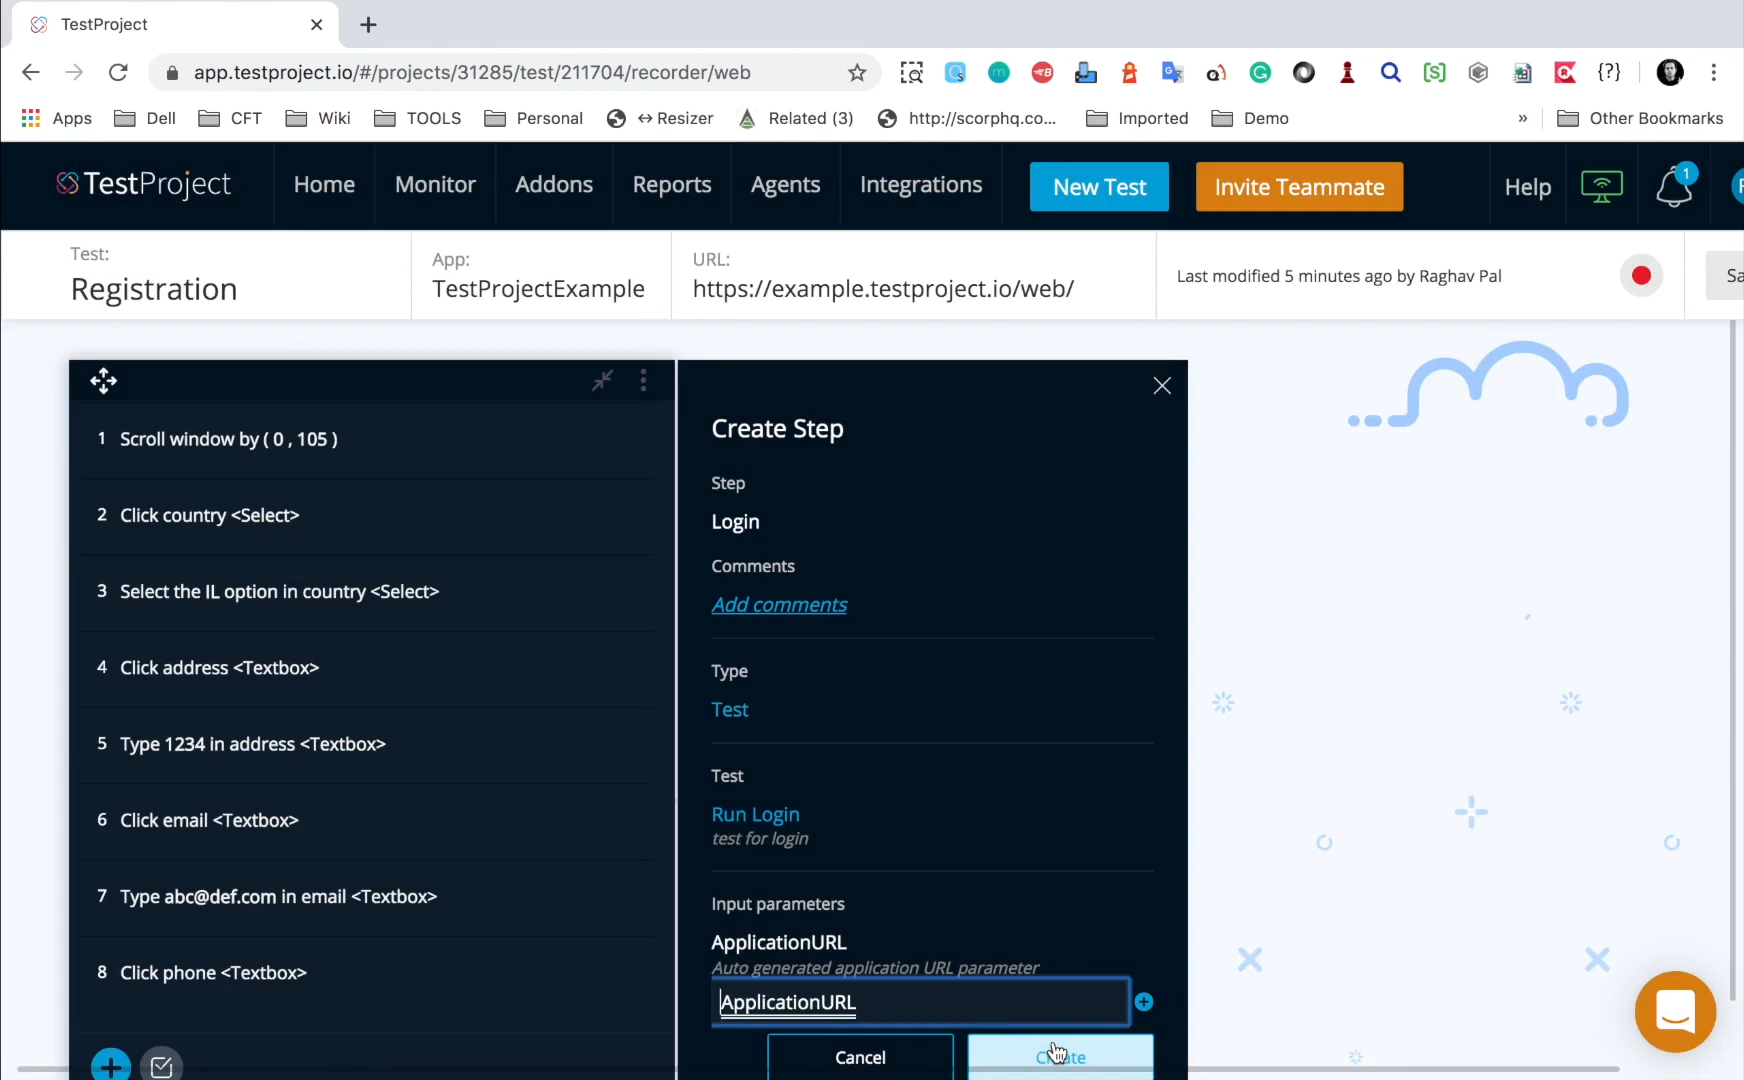 TestProject
app.testproject.io/#/projects/31285/test/211704/recorder/web
Apps Dell CFT Wiki TOOLS Personal ↔Resizer Related (3) http://scorphq.co... Imported Demo » Other Bookmarks
TestProject Home Monitor Addons Reports Agents Integrations New Test Invite Teammate Help 1
Test:
Registration
App:
TestProjectExample
URL:
https://example.testproject.io/web/
Last modified 5 minutes ago by Raghav Pal
1 Scroll window by ( 0 , 105 )
2 Click country <Select>
3 Select the IL option in country <Select>
4 Click address <Textbox>
5 Type 1234 in address <Textbox>
6 Click email <Textbox>
7 Type abc@def.com in email <Textbox>
8 Click phone <Textbox>
Create Step
Step
Login
Comments
Add comments
Type
Test
Test
Run Login
test for login
Input parameters
ApplicationURL
Auto generated application URL parameter
ApplicationURL
Cancel